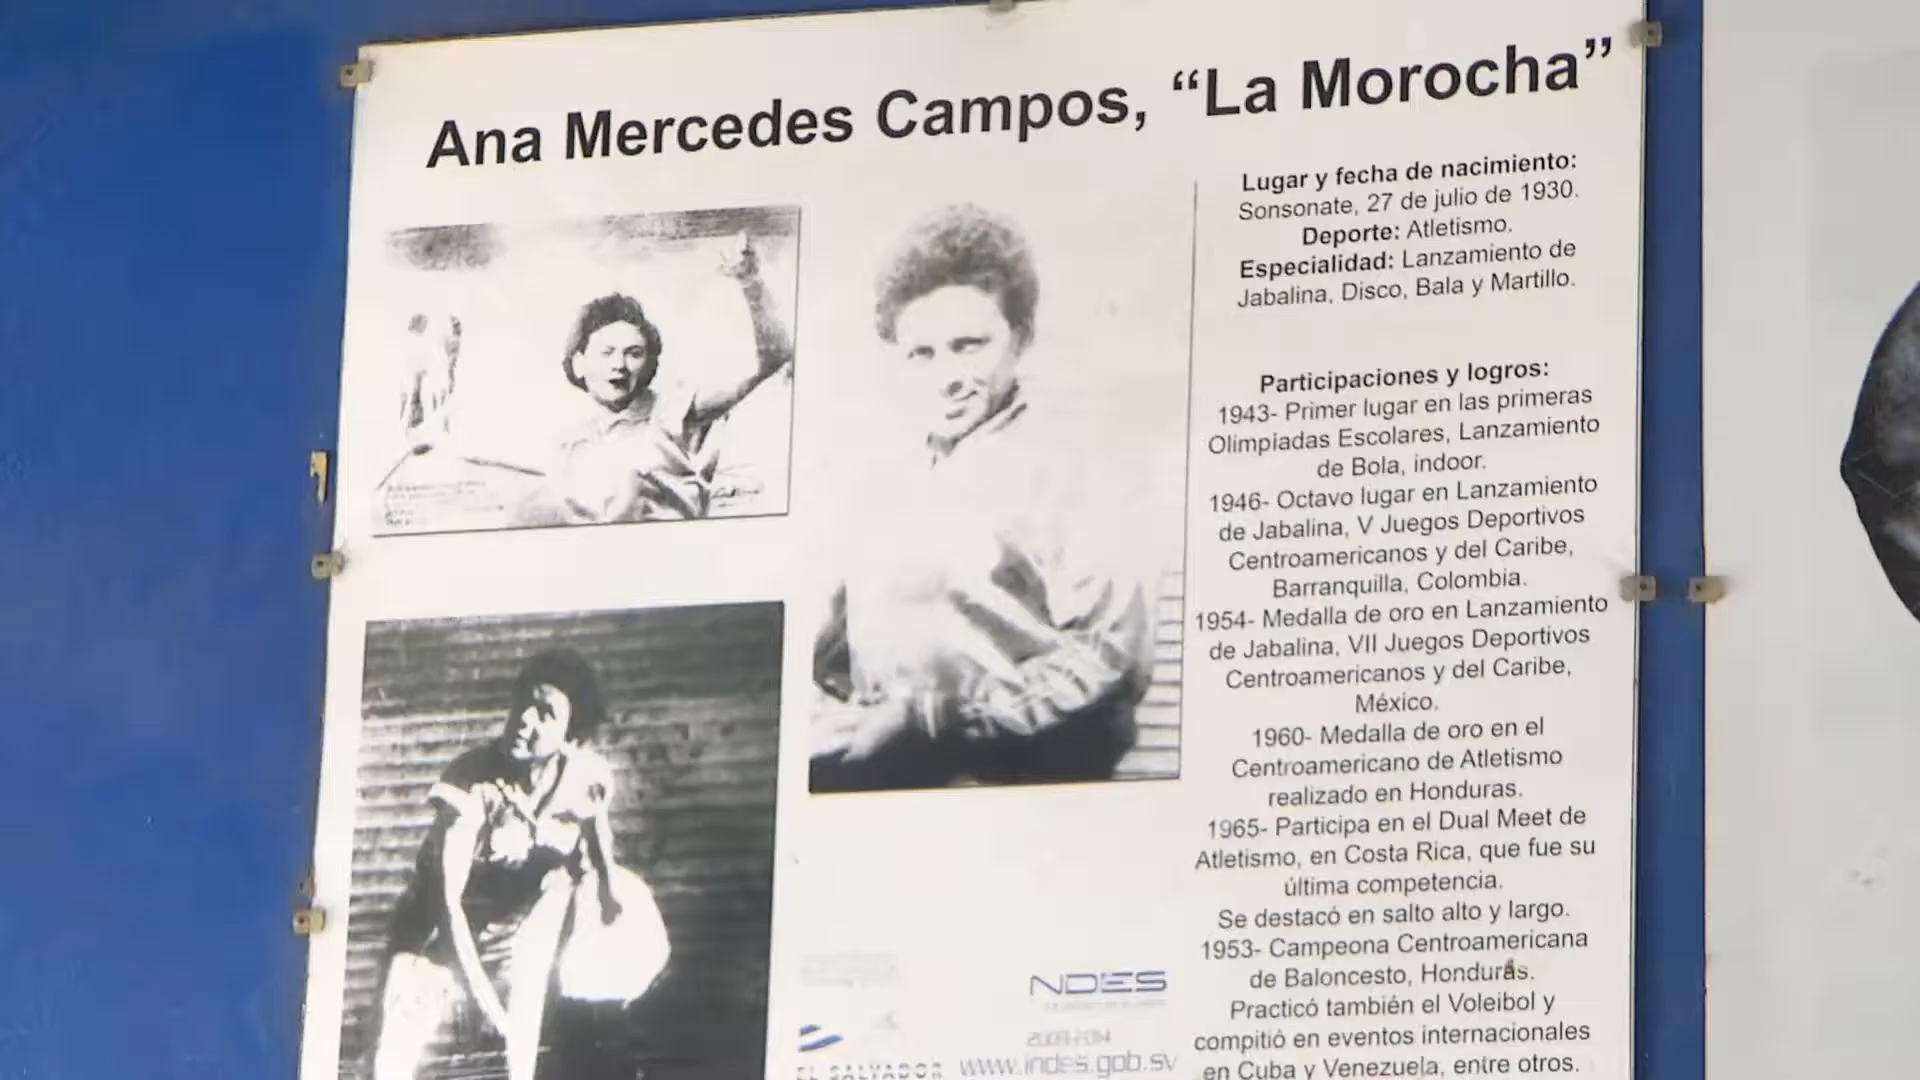 Ana Mercedes Campos, “La Morocha”
Lugar y fecha de nacimiento:
Sonsonate, 27 de julio de 1930.
Deporte: Atletismo.
Especialidad: Lanzamiento de
Jabalina, Disco, Bala y Martillo.
Participaciones y logros:
1943- Primer lugar en las primeras
Olimpiadas Escolares, Lanzamiento
de Bola, indoor.
1946- Octavo lugar en Lanzamiento
de Jabalina, V Juegos Deportivos
Centroamericanos y del Caribe,
Barranquilla, Colombia.
1954- Medalla de oro en Lanzamiento
de Jabalina, VII Juegos Deportivos
Centroamericanos y del Caribe,
México.
1960- Medalla de oro en el
Centroamericano de Atletismo
realizado en Honduras.
1965- Participa en el Dual Meet de
Atletismo, en Costa Rica, que fue su
última competencia.
Se destacó en salto alto y largo.
1953- Campeona Centroamericana
de Baloncesto, Honduras.
Practicó también el Voleibol y
compitió en eventos internacionales
en Cuba y Venezuela, entre otros.
NDES
2009-2014
EL SALVADOR
www.indes.gob.sv